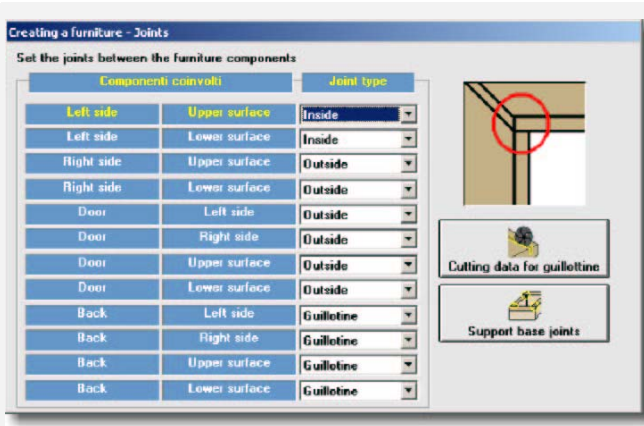 Creating a furniture - Joints
Set the joints between the furniture components
Componenti coinvolti Joint type
Left side Upper surface Inside
Left side Lower surface Inside
Right side Upper surface Outside
Right side Lower surface Outside
Door Left side Outside
Door Right side Outside
Door Upper surface Outside
Door Lower surface Outside
Back Left side Guillotine
Back Right side Guillotine
Back Upper surface Guillotine
Back Lower surface Guillotine
Cutting data for guillottine
Support base joints